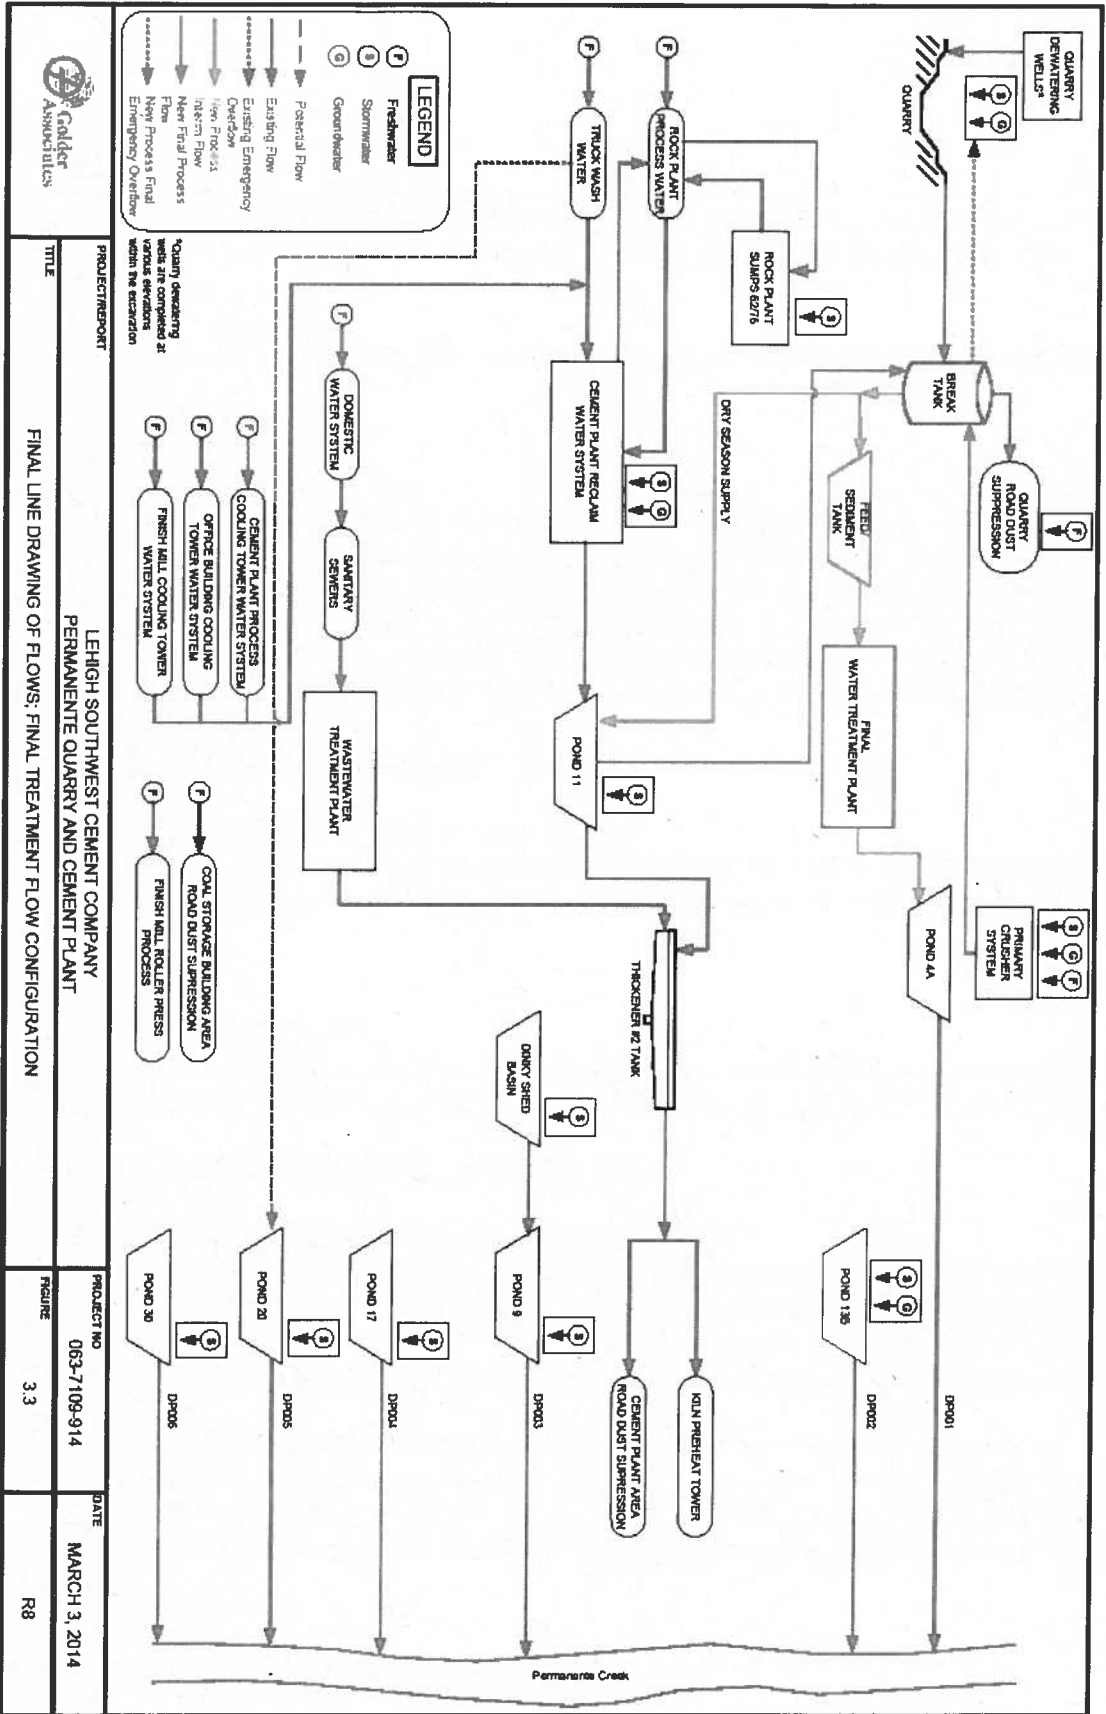 QUARRY
DEWATERING
WELLS*
S
G
QUARRY
BREAK
TANK
QUARRY
ROAD DUST
SUPPRESSION
F
PRIMARY
CRUSHER
SYSTEM
S
G
F
FEED/
SEDIMENT
TANK
FINAL
WATER TREATMENT PLANT
POND 4A
DP001
POND 13B
S
G
DP002
F
ROCK PLANT
PROCESS WATER
ROCK PLANT
SUMPS 52/75
S
DRY SEASON SUPPLY
F
TRUCK WASH
WATER
CEMENT PLANT RECLAIM
WATER SYSTEM
S
G
POND 11
S
THICKENER #2 TANK
KILN PREHEAT TOWER
CEMENT PLANT AREA
ROAD DUST SUPRESSION
DINKY SHED
BASIN
S
POND 9
S
DP003
F
DOMESTIC
WATER SYSTEM
SANITARY
SEWERS
WASTEWATER
TREATMENT PLANT
POND 17
S
DP004
POND 20
S
DP005
POND 30
S
DP006
F
CEMENT PLANT PROCESS
COOLING TOWER WATER SYSTEM
F
OFFICE BUILDING COOLING
TOWER WATER SYSTEM
F
FINISH MILL COOLING TOWER
WATER SYSTEM
F
COAL STORAGE BUILDING AREA
ROAD DUST SUPRESSION
F
FINISH MILL ROLLER PRESS
PROCESS
Permanente Creek
LEGEND
F
Freshwater
S
Stormwater
G
Groundwater
Potential Flow
Existing Flow
Existing Emergency
Overflow
New Process
Interim Flow
New Final Process
Flow
New Process Final
Emergency Overflow
*Quarry dewatering
wells are completed at
various elevations
within the excavation
Golder
Associates
PROJECT/REPORT
LEHIGH SOUTHWEST CEMENT COMPANY
PERMANENTE QUARRY AND CEMENT PLANT
TITLE
FINAL LINE DRAWING OF FLOWS; FINAL TREATMENT FLOW CONFIGURATION
PROJECT NO
063-7109-914
DATE
MARCH 3, 2014
FIGURE
3.3
R8